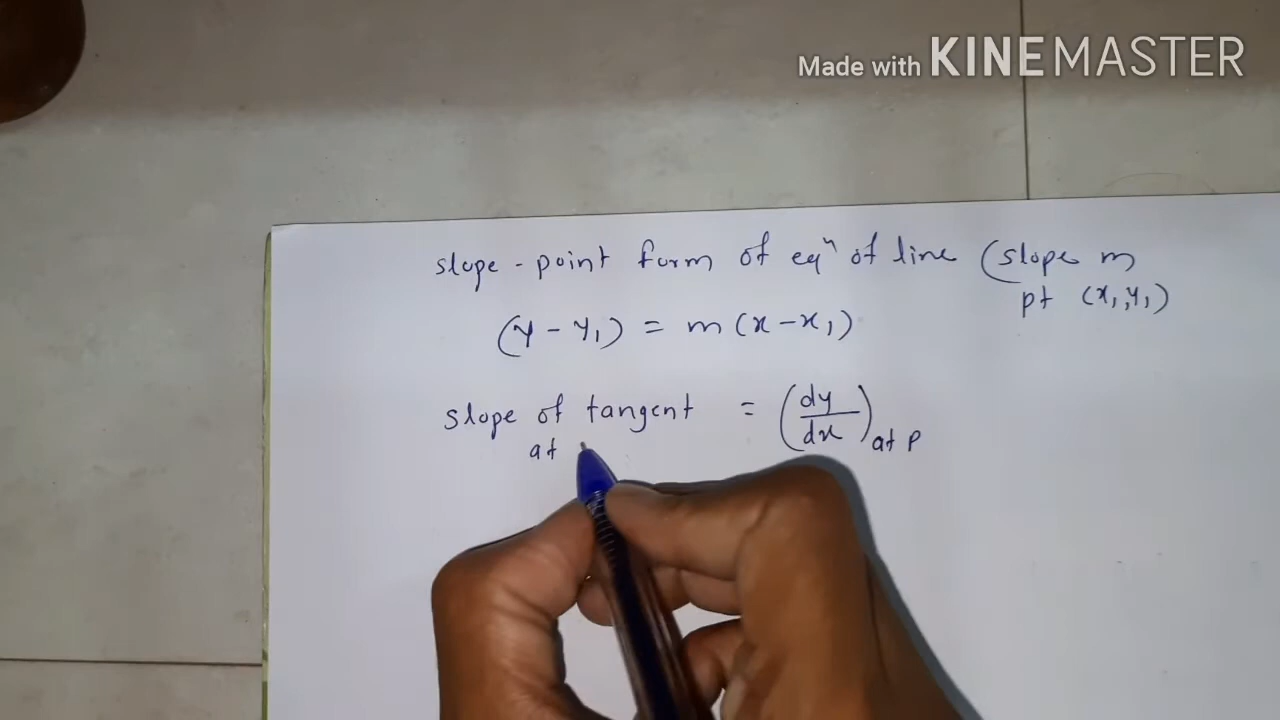 Made with KINEMASTER
slope - point form of eqⁿ of line (slope m
pt (x₁, y₁)
(y - y₁) = m(x - x₁)
slope of tangent = (dy/dx) at P
at